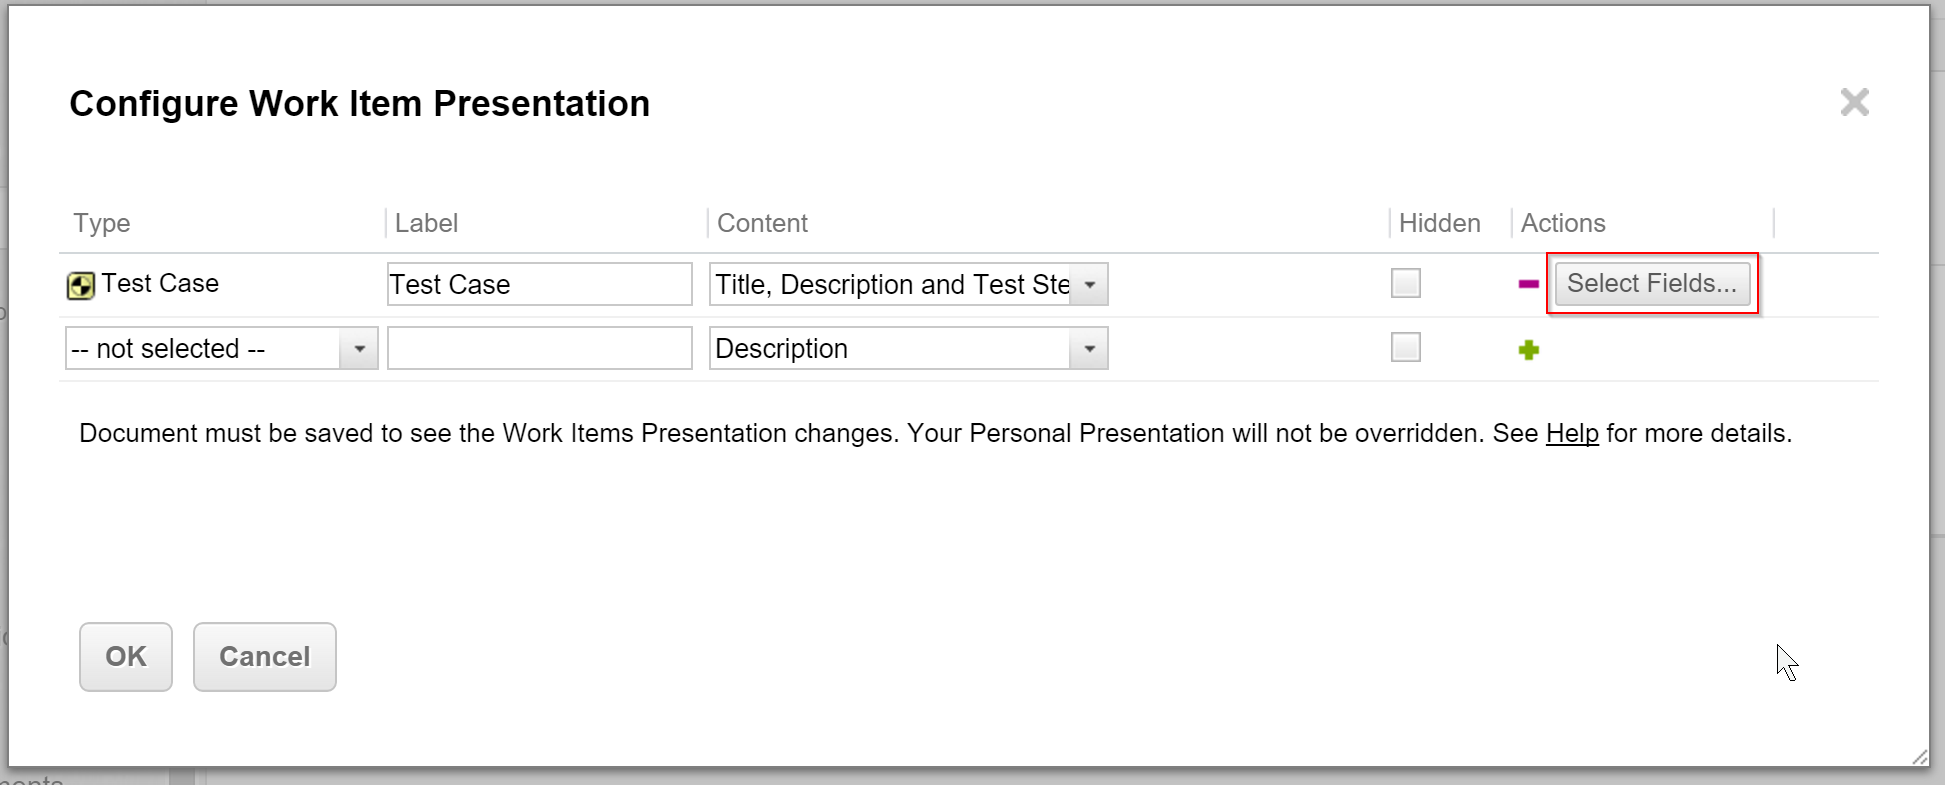 Configure Work Item Presentation
Type Label Content Hidden Actions
Test Case Test Case Title, Description and Test Ste Select Fields...
-- not selected -- Description
Document must be saved to see the Work Items Presentation changes. Your Personal Presentation will not be overridden. See Help for more details.
OK Cancel